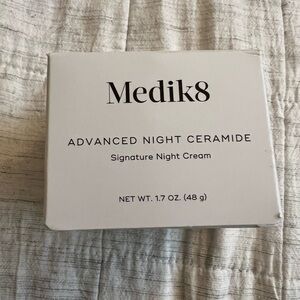 Medik8
ADVANCED NIGHT CERAMIDE
Signature Night Cream
NET WT. 1.7 OZ. (48 g)